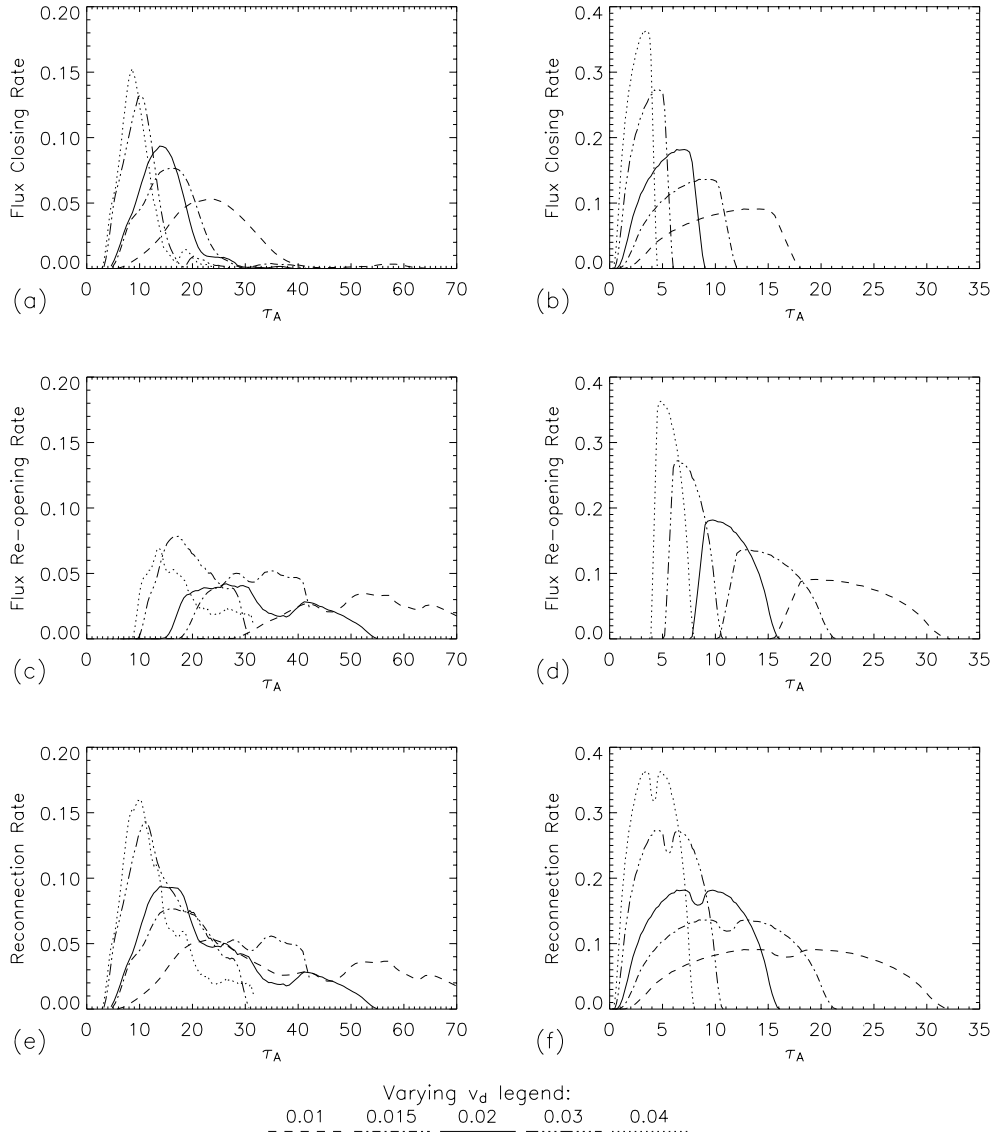 0.20 0.15 0.10 0.05 0.00
Flux Closing Rate
0 10 20 30 40 50 60 70
(a) τA
0.4 0.3 0.2 0.1 0.0
Flux Closing Rate
0 5 10 15 20 25 30 35
(b) τA
0.20 0.15 0.10 0.05 0.00
Flux Re-opening Rate
0 10 20 30 40 50 60 70
(c) τA
0.4 0.3 0.2 0.1 0.0
Flux Re-opening Rate
0 5 10 15 20 25 30 35
(d) τA
0.20 0.15 0.10 0.05 0.00
Reconnection Rate
0 10 20 30 40 50 60 70
(e) τA
0.4 0.3 0.2 0.1 0.0
Reconnection Rate
0 5 10 15 20 25 30 35
(f) τA
Varying vd legend:
0.01 0.015 0.02 0.03 0.04